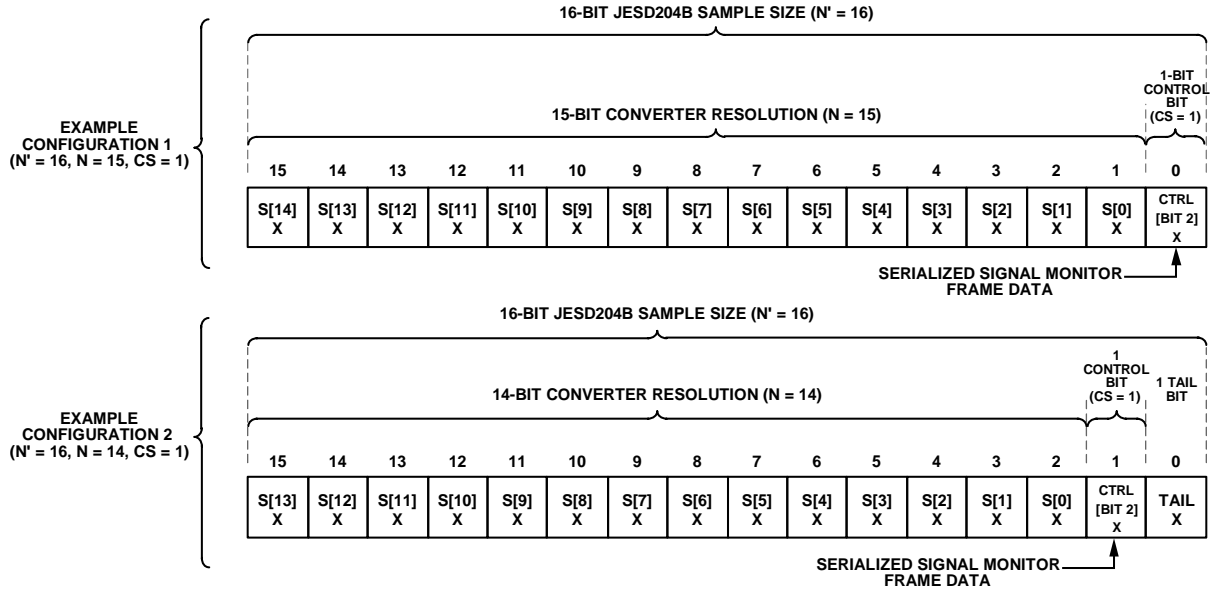 16-BIT JESD204B SAMPLE SIZE (N' = 16)
1-BIT
CONTROL
BIT
(CS = 1)
15-BIT CONVERTER RESOLUTION (N = 15)
EXAMPLE
CONFIGURATION 1
(N' = 16, N = 15, CS = 1)
15 14 13 12 11 10 9 8 7 6 5 4 3 2 1 0
S[14] S[13] S[12] S[11] S[10] S[9] S[8] S[7] S[6] S[5] S[4] S[3] S[2] S[1] S[0] CTRL
[BIT 2]
X X X X X X X X X X X X X X X X
SERIALIZED SIGNAL MONITOR
FRAME DATA
16-BIT JESD204B SAMPLE SIZE (N' = 16)
1
CONTROL
BIT
(CS = 1)
1 TAIL
BIT
14-BIT CONVERTER RESOLUTION (N = 14)
EXAMPLE
CONFIGURATION 2
(N' = 16, N = 14, CS = 1)
15 14 13 12 11 10 9 8 7 6 5 4 3 2 1 0
S[13] S[12] S[11] S[10] S[9] S[8] S[7] S[6] S[5] S[4] S[3] S[2] S[1] S[0] CTRL TAIL
[BIT 2]
X X X X X X X X X X X X X X X X
SERIALIZED SIGNAL MONITOR
FRAME DATA